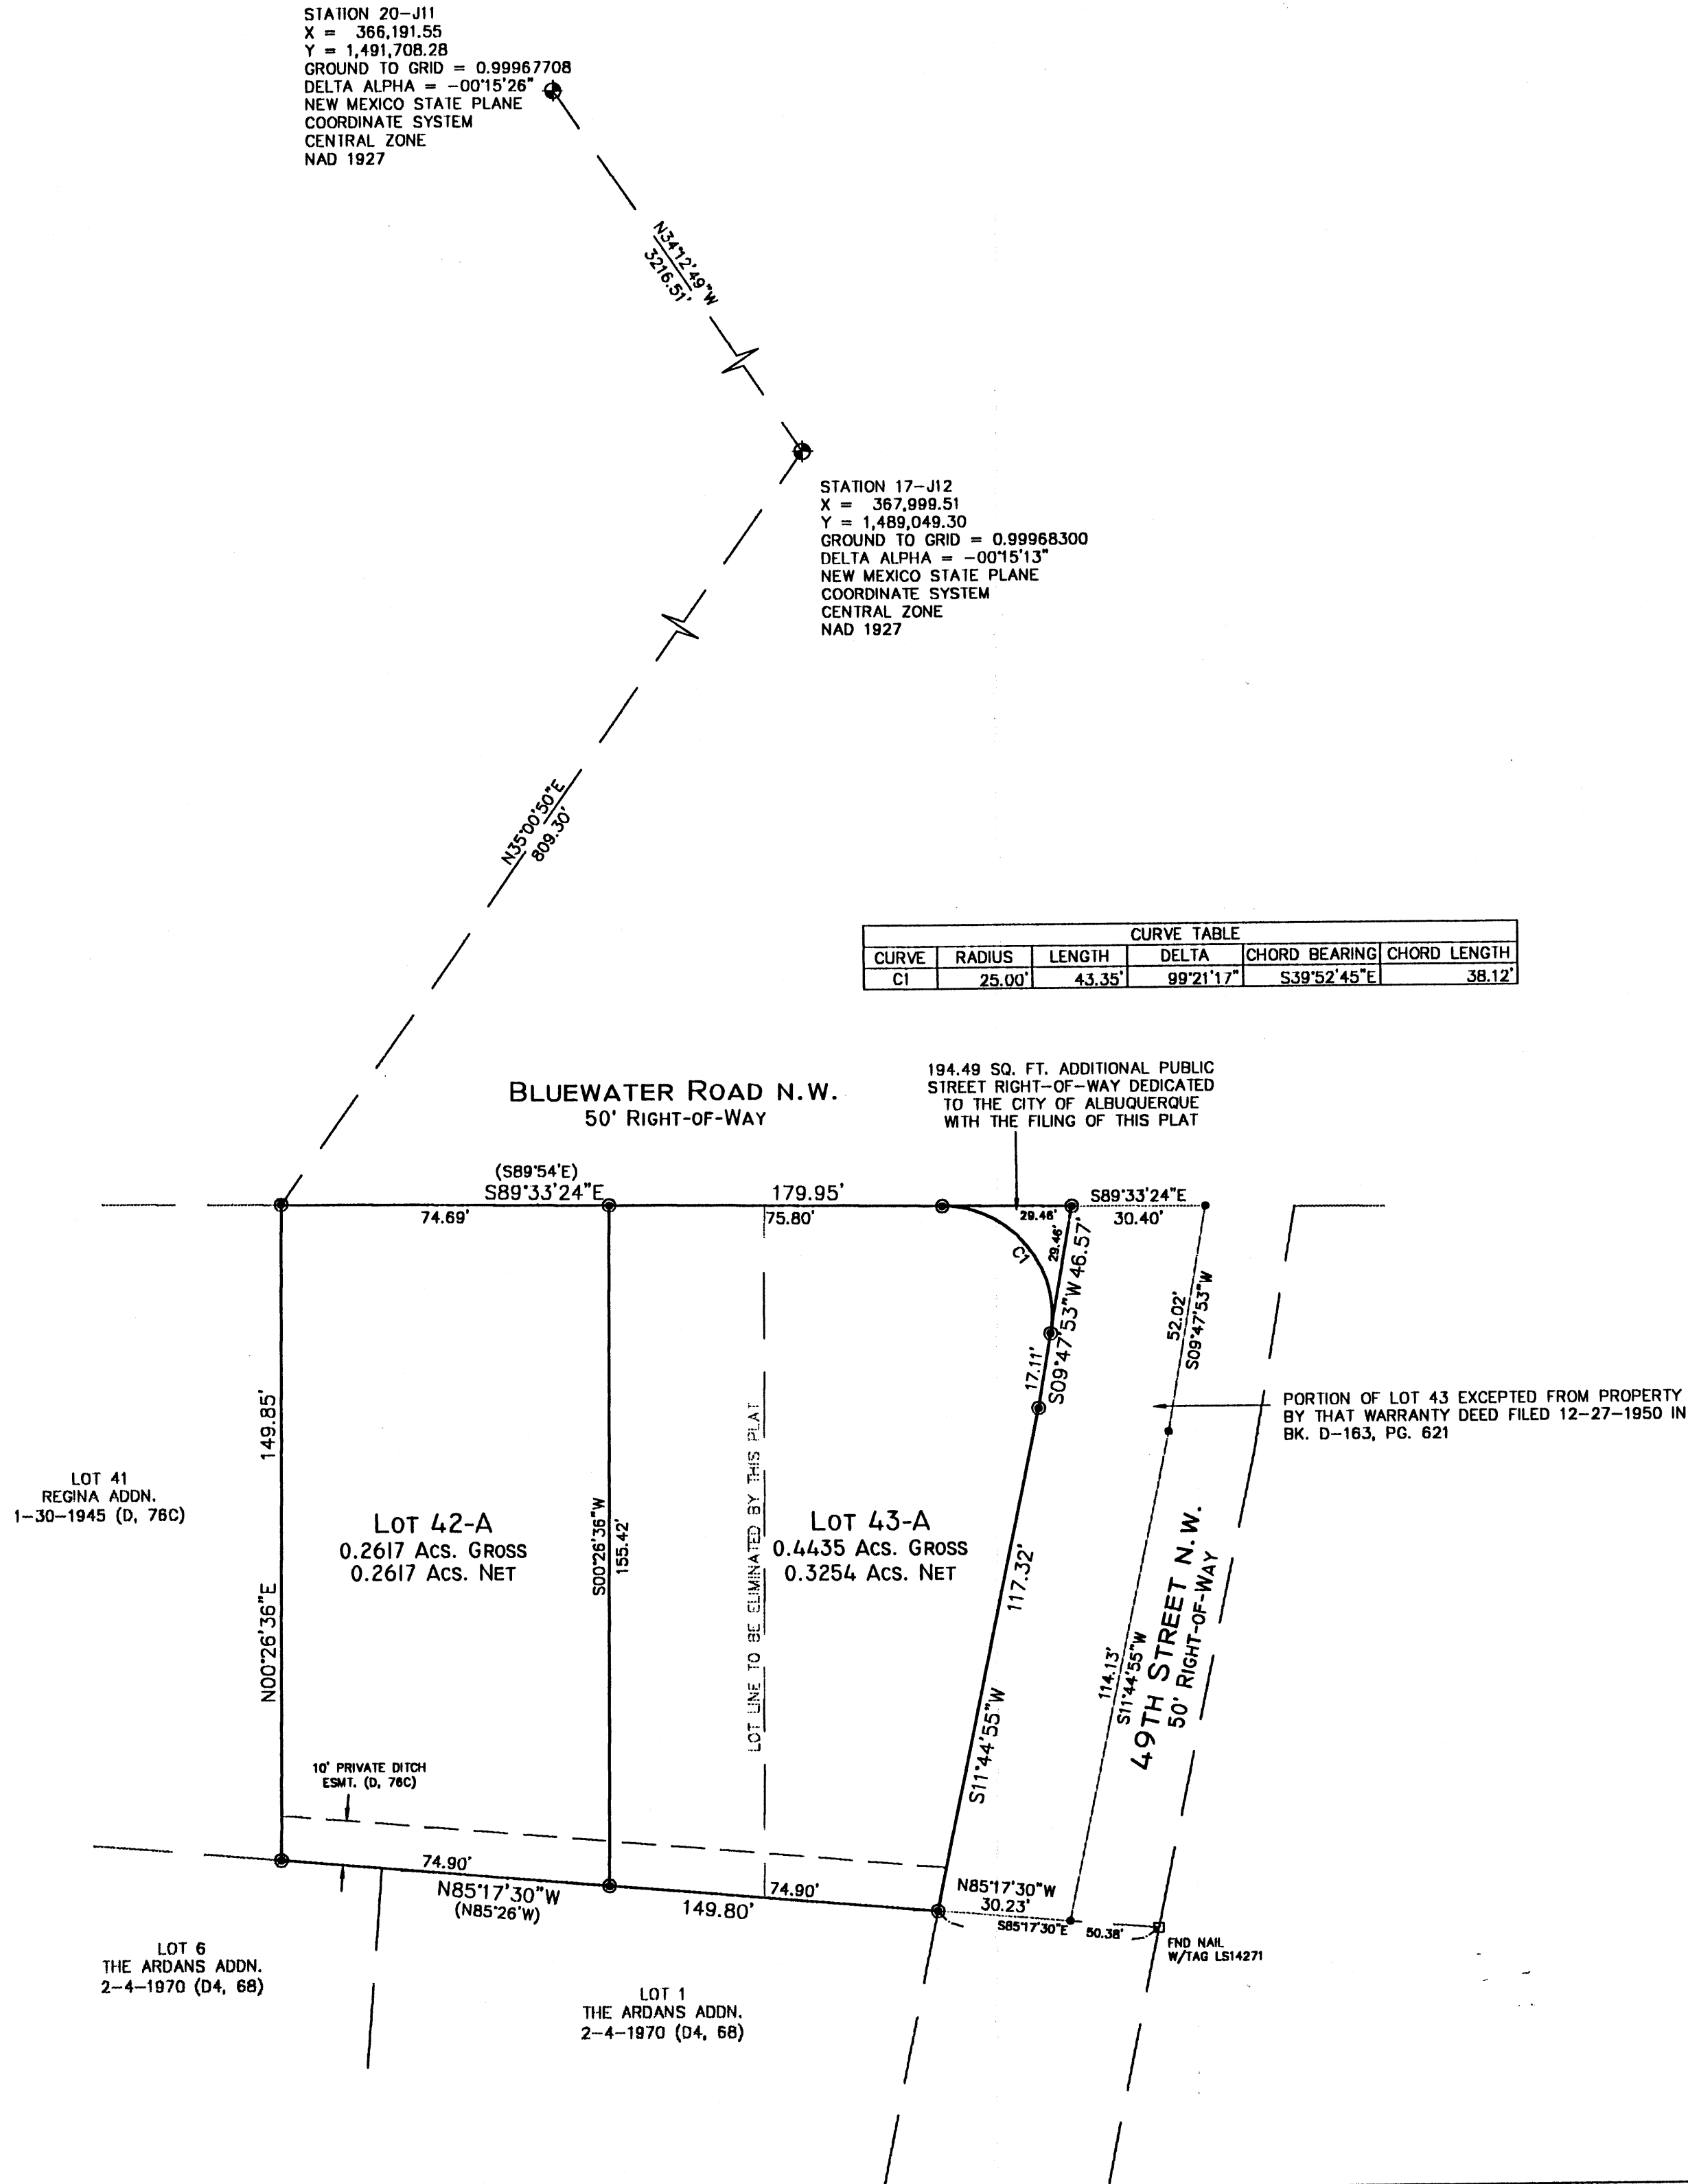 STATION 20-J11
X = 366,191.55
Y = 1,491,708.28
GROUND TO GRID = 0.99967708
DELTA ALPHA = -00°15'26"
NEW MEXICO STATE PLANE
COORDINATE SYSTEM
CENTRAL ZONE
NAD 1927
N34°12'49"W
3216.51'
STATION 17-J12
X = 367,999.51
Y = 1,489,049.30
GROUND TO GRID = 0.99968300
DELTA ALPHA = -00°15'13"
NEW MEXICO STATE PLANE
COORDINATE SYSTEM
CENTRAL ZONE
NAD 1927
N35°00'50"E
809.30'
CURVE TABLE
CURVE RADIUS LENGTH DELTA CHORD BEARING CHORD LENGTH
C1 25.00' 43.35' 99°21'17" S39°52'45"E 38.12'
BLUEWATER ROAD N.W.
50' RIGHT-OF-WAY
194.49 SQ. FT. ADDITIONAL PUBLIC
STREET RIGHT-OF-WAY DEDICATED
TO THE CITY OF ALBUQUERQUE
WITH THE FILING OF THIS PLAT
(S89°54'E)
S89°33'24"E 179.95'
74.69'
75.80'
29.46'
S89°33'24"E
30.40'
C1
29.46'
S09°47'53"W 46.57'
17.11'
52.02'
S09°47'53"W
PORTION OF LOT 43 EXCEPTED FROM PROPERTY
BY THAT WARRANTY DEED FILED 12-27-1950 IN
BK. D-163, PG. 621
LOT 41
REGINA ADDN.
1-30-1945 (D, 76C)
N00°26'36"E 149.85'
LOT 42-A
0.2617 ACS. GROSS
0.2617 ACS. NET
S00°26'36"W
155.42'
LOT LINE TO BE ELIMINATED BY THIS PLAT
LOT 43-A
0.4435 ACS. GROSS
0.3254 ACS. NET
S11°44'55"W 117.32'
114.13'
S11°44'55"W
49TH STREET N.W.
50' RIGHT-OF-WAY
10' PRIVATE DITCH
ESMT. (D, 76C)
74.90'
N85°17'30"W
(N85°26'W)
149.80'
74.90'
N85°17'30"W
30.23'
S85°17'30"E 50.38'
FND NAIL
W/TAG LS14271
LOT 6
THE ARDANS ADDN.
2-4-1970 (D4, 68)
LOT 1
THE ARDANS ADDN.
2-4-1970 (D4, 68)